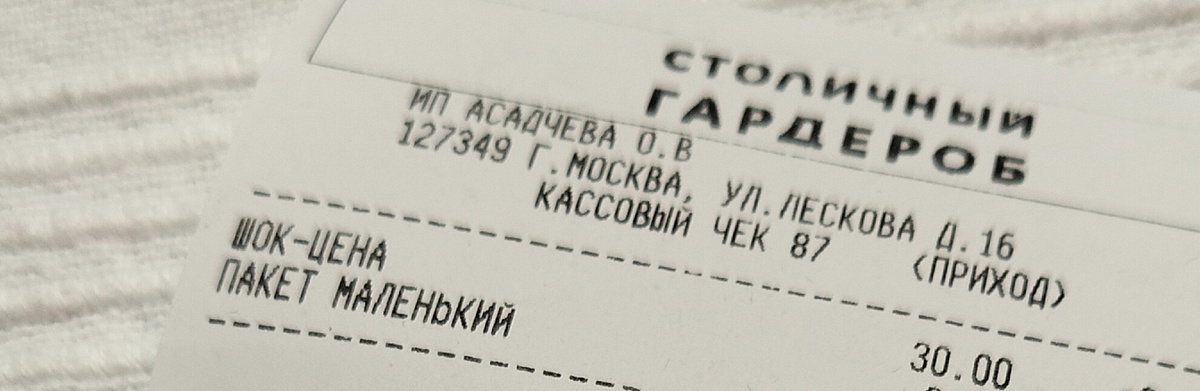 СТОЛИЧНЫЙ
ГАРДЕРОБ
ИП АСАДЧЕВА О.В
127349 Г.МОСКВА, УЛ.ЛЕСКОВА Д.16
КАССОВЫЙ ЧЕК 87 (ПРИХОД)
ШОК-ЦЕНА 30.00
ПАКЕТ МАЛЕНЬКИЙ